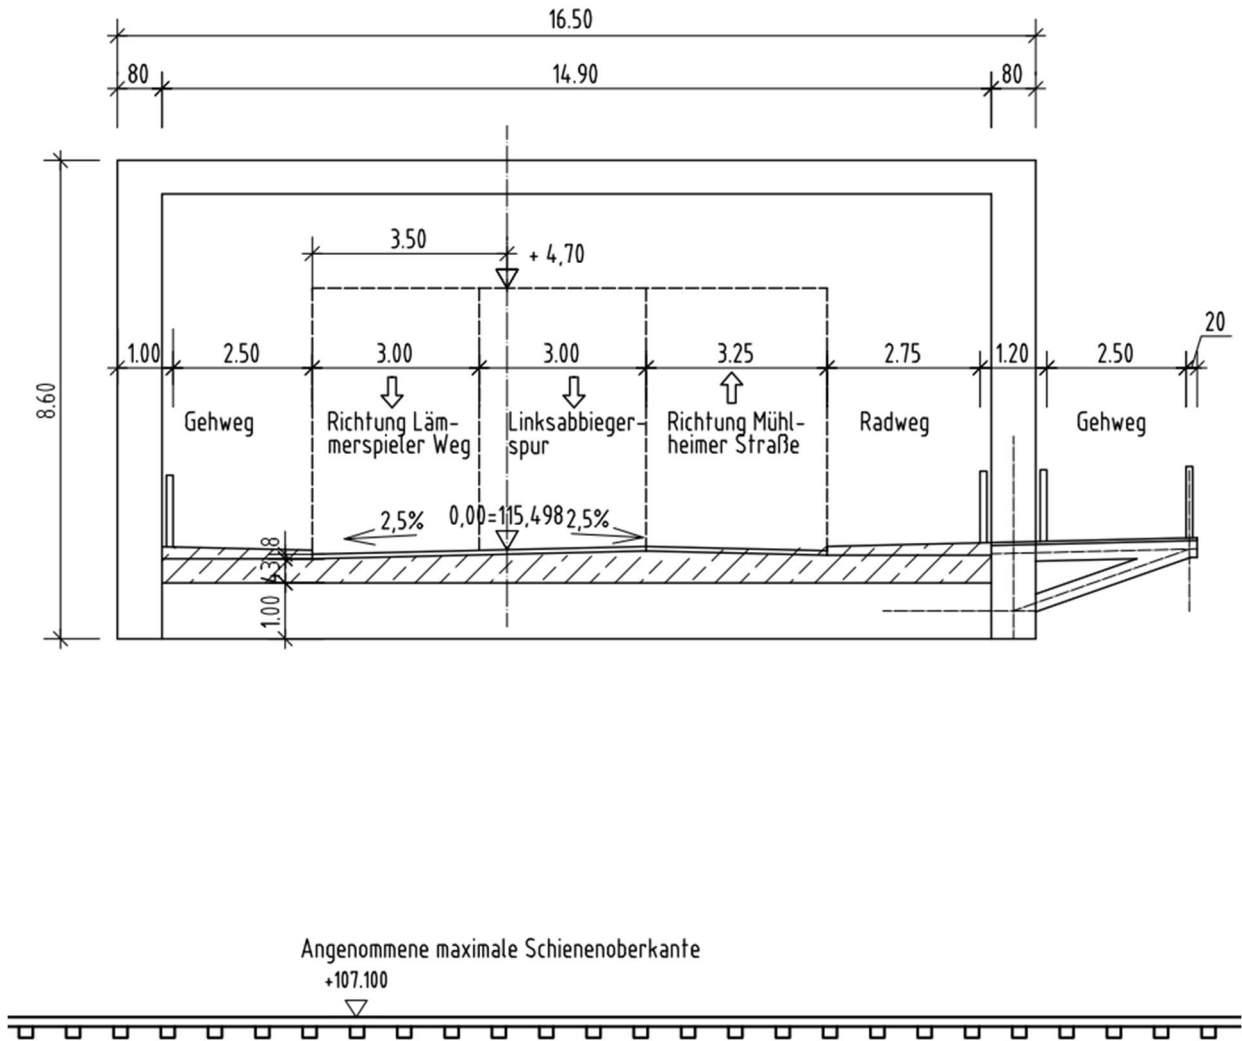 16.50
80
14.90
80
3.50
+ 4,70
20
1.00
2.50
3.00
3.00
3.25
2.75
1.20
2.50
8.60
Gehweg
Richtung Läm-
merspieler Weg
Linksabbieger-
spur
Richtung Mühl-
heimer Straße
Radweg
Gehweg
2,5%
0,00=115,498
2,5%
8
43
1.00
Angenommene maximale Schienenoberkante
+107.100